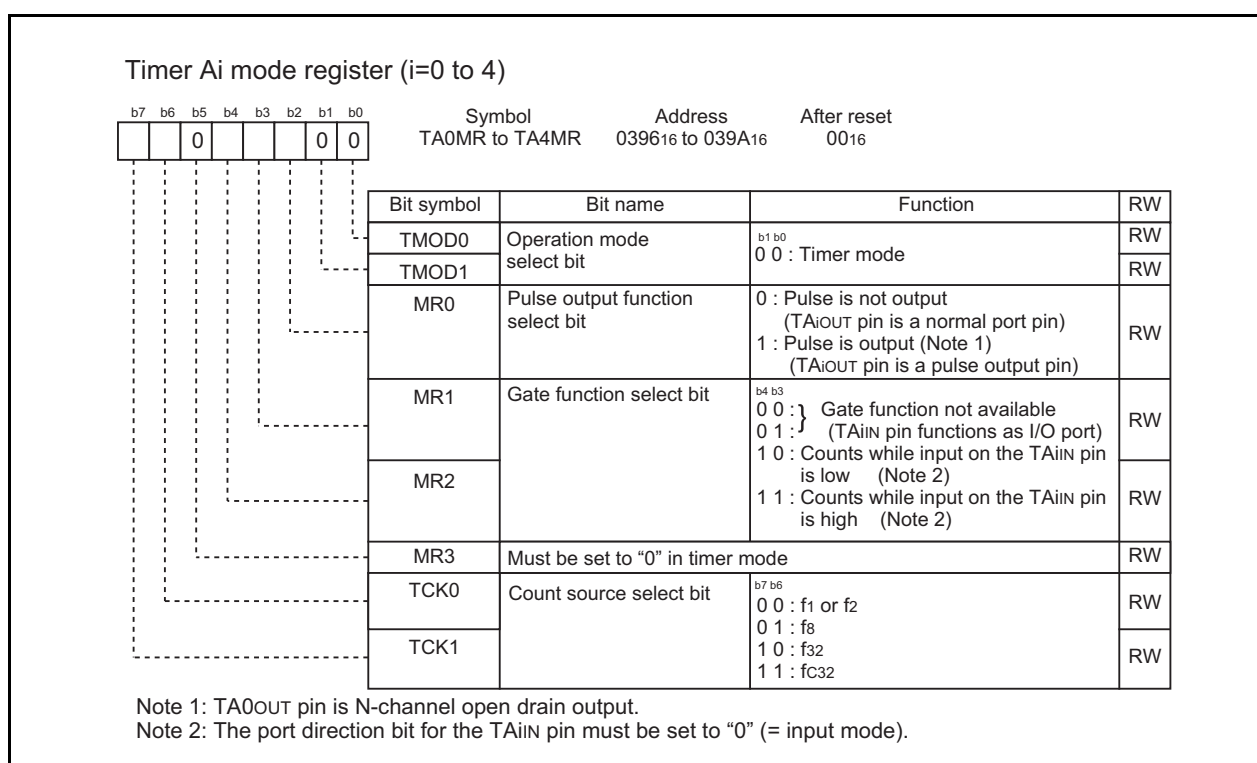 Timer Ai mode register (i=0 to 4)
b7 b6 b5 b4 b3 b2 b1 b0
0 0 0
Symbol Address After reset
TA0MR to TA4MR 039616 to 039A16 0016
Bit symbol Bit name Function RW
TMOD0 Operation mode select bit b1 b0 RW
TMOD1 0 0 : Timer mode RW
MR0 Pulse output function select bit 0 : Pulse is not output RW
(TAiOUT pin is a normal port pin)
1 : Pulse is output (Note 1)
(TAiOUT pin is a pulse output pin)
MR1 Gate function select bit b4 b3 RW
0 0 : } Gate function not available
0 1 : (TAiIN pin functions as I/O port)
1 0 : Counts while input on the TAiIN pin
is low (Note 2)
MR2 1 1 : Counts while input on the TAiIN pin RW
is high (Note 2)
MR3 Must be set to “0” in timer mode RW
TCK0 Count source select bit b7 b6 RW
0 0 : f1 or f2
0 1 : f8
TCK1 1 0 : f32 RW
1 1 : fC32
Note 1: TA0OUT pin is N-channel open drain output.
Note 2: The port direction bit for the TAiIN pin must be set to “0” (= input mode).